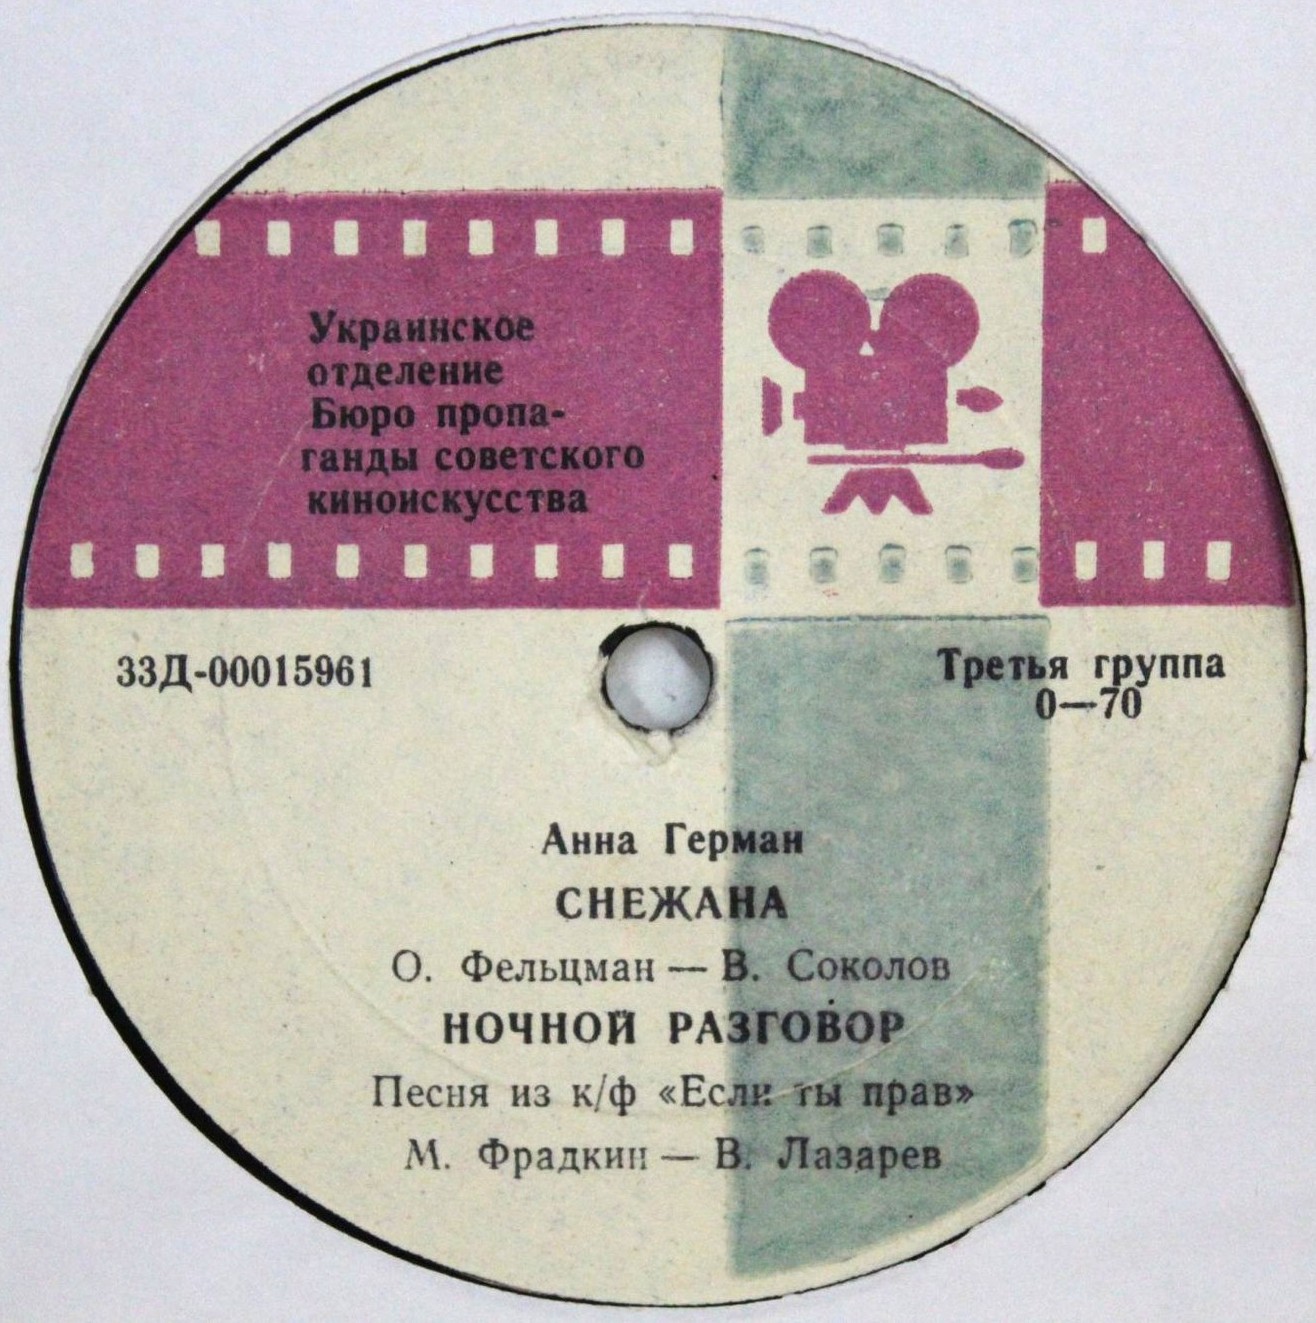 Украинское
отделение
Бюро пропа-
ганды советского
киноискусства
33Д-00015961
Третья группа
0—70
Анна Герман
СНЕЖАНА
О. Фельцман — В. Соколов
НОЧНОЙ РАЗГОВОР
Песня из к/ф «Если ты прав»
М. Фрадкин — В. Лазарев